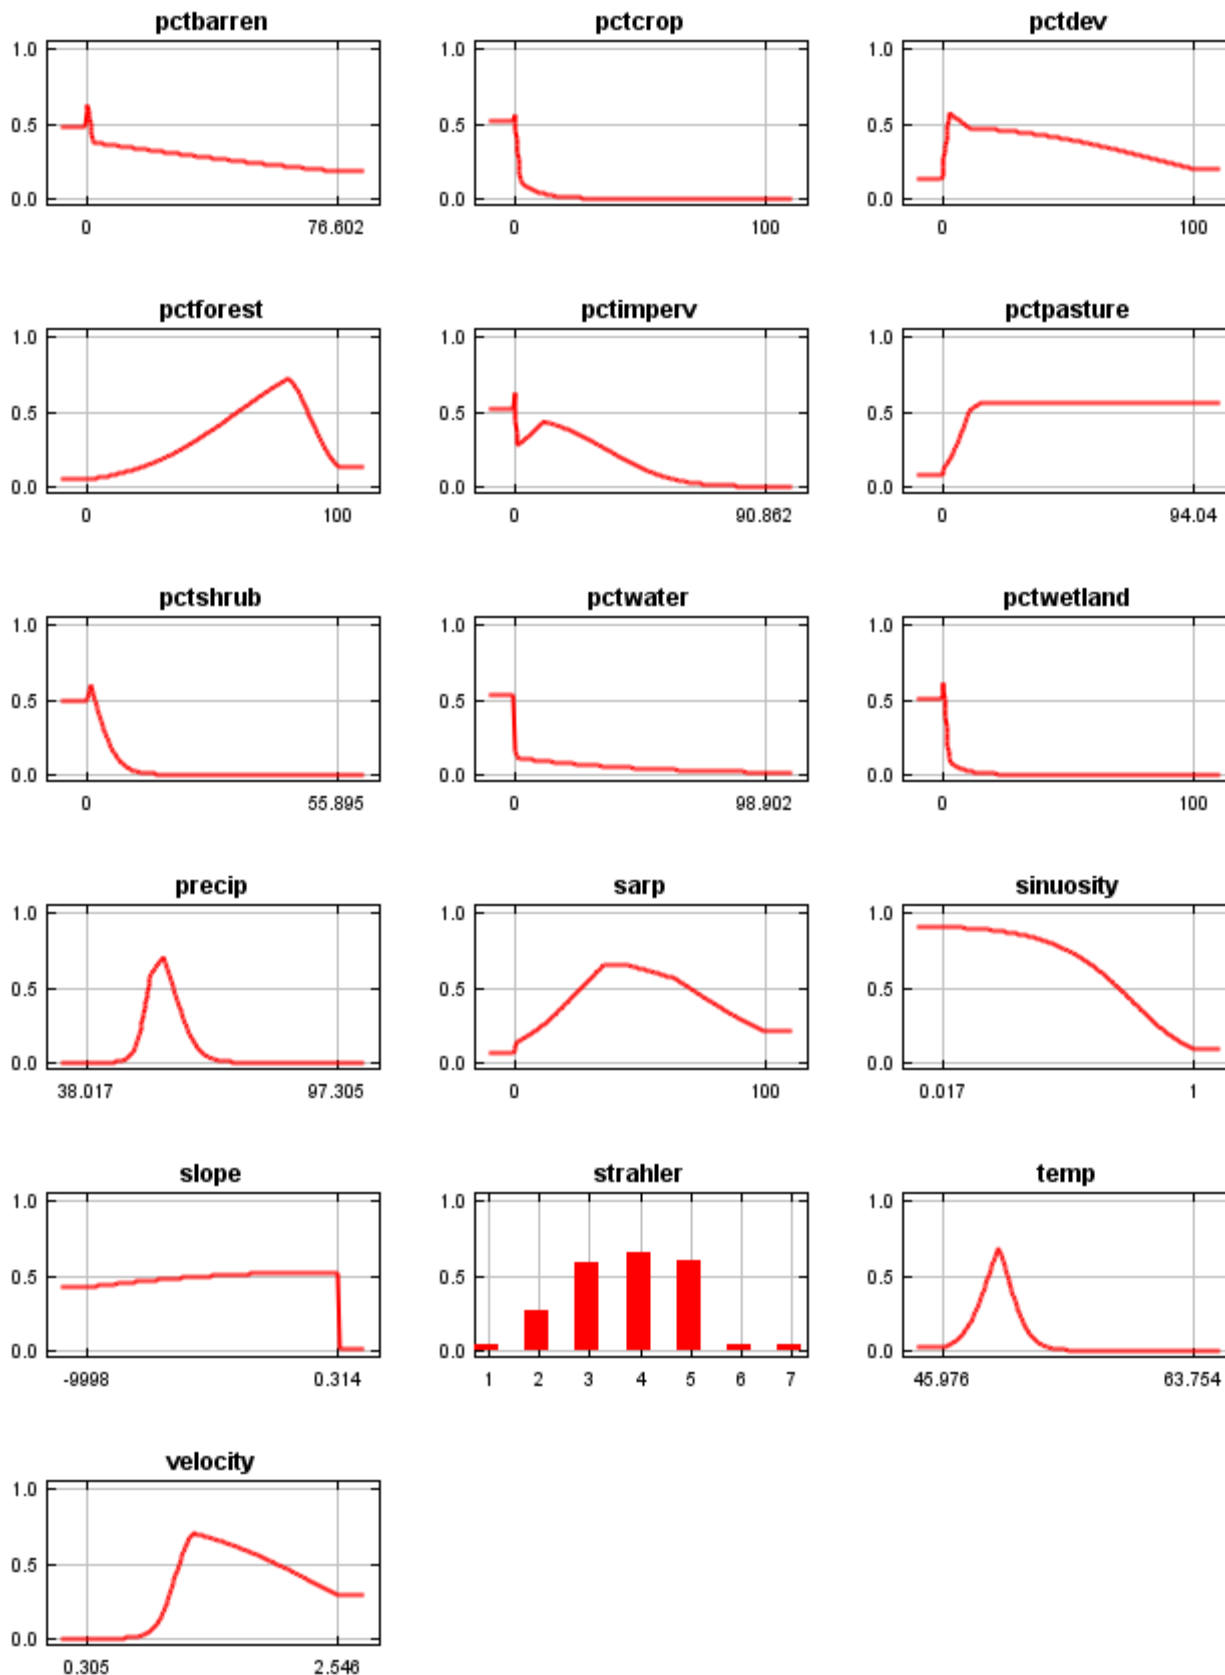 pctbarren pctcrop pctdev
1.0 1.0 1.0
0.5 0.5 0.5
0.0 0.0 0.0
0 76.602 0 100 0 100
pctforest pctimperv pctpasture
1.0 1.0 1.0
0.5 0.5 0.5
0.0 0.0 0.0
0 100 0 90.862 0 94.04
pctshrub pctwater pctwetland
1.0 1.0 1.0
0.5 0.5 0.5
0.0 0.0 0.0
0 55.895 0 98.902 0 100
precip sarp sinuosity
1.0 1.0 1.0
0.5 0.5 0.5
0.0 0.0 0.0
38.017 97.305 0 100 0.017 1
slope strahler temp
1.0 1.0 1.0
0.5 0.5 0.5
0.0 0.0 0.0
-9998 0.314 1 2 3 4 5 6 7 45.976 63.754
velocity
1.0
0.5
0.0
0.305 2.546